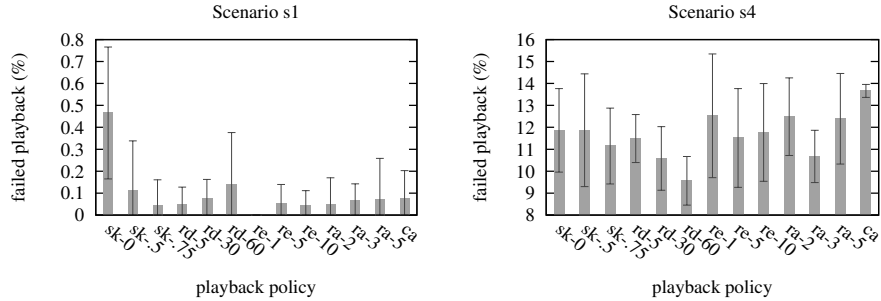 Scenario s1
failed playback (%)
0.8
0.7
0.6
0.5
0.4
0.3
0.2
0.1
0
sk-0
sk-.5
sk-.75
rd-5
rd-30
rd-60
re-1
re-5
re-10
ra-2
ra-3
ra-5
ca
playback policy
Scenario s4
failed playback (%)
16
15
14
13
12
11
10
9
8
sk-0
sk-.5
sk-.75
rd-5
rd-30
rd-60
re-1
re-5
re-10
ra-2
ra-3
ra-5
ca
playback policy